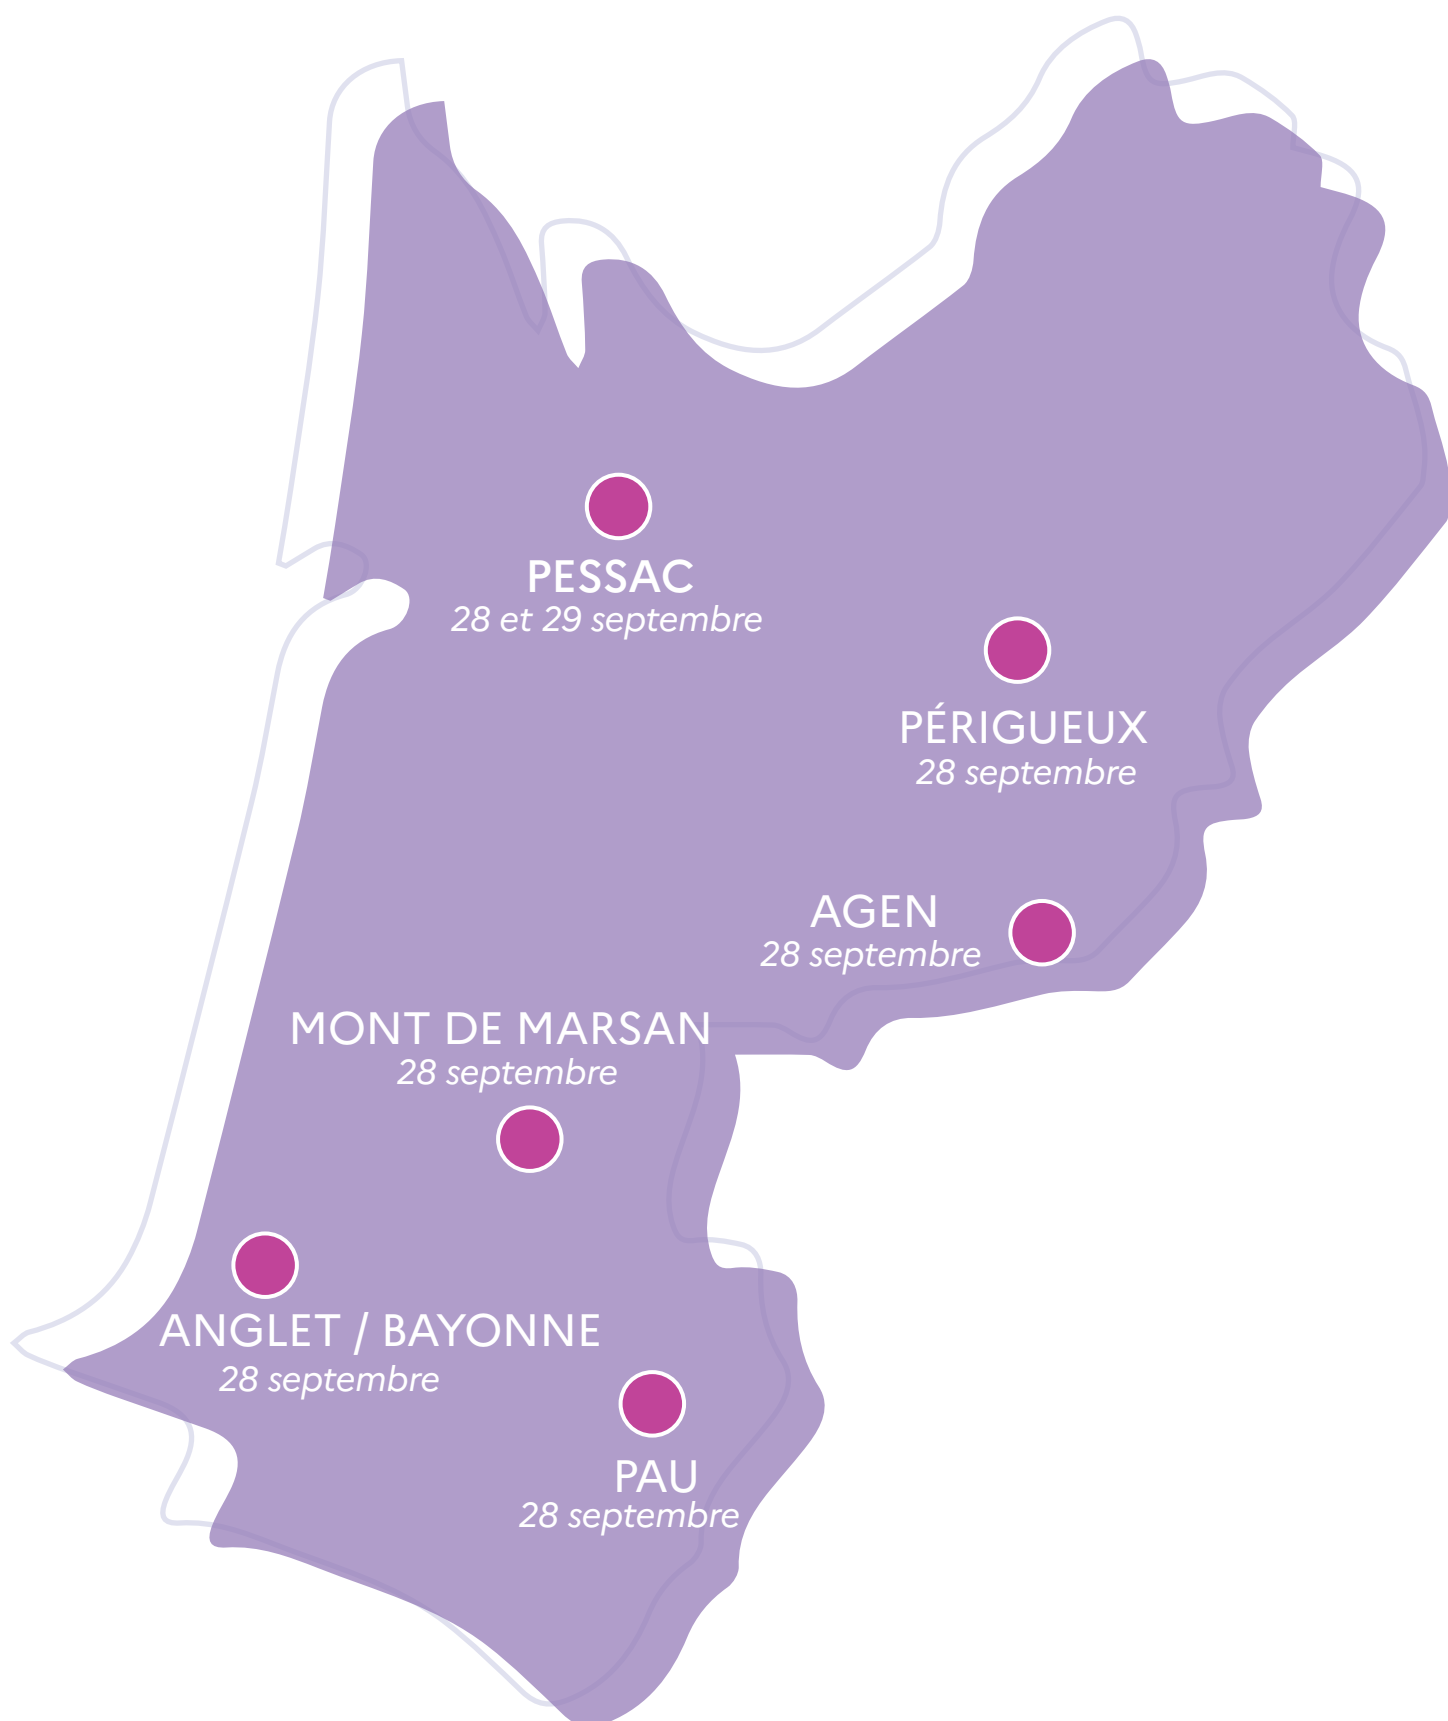 PESSAC
28 et 29 septembre
PÉRIGUEUX
28 septembre
AGEN
28 septembre
MONT DE MARSAN
28 septembre
ANGLET / BAYONNE
28 septembre
PAU
28 septembre